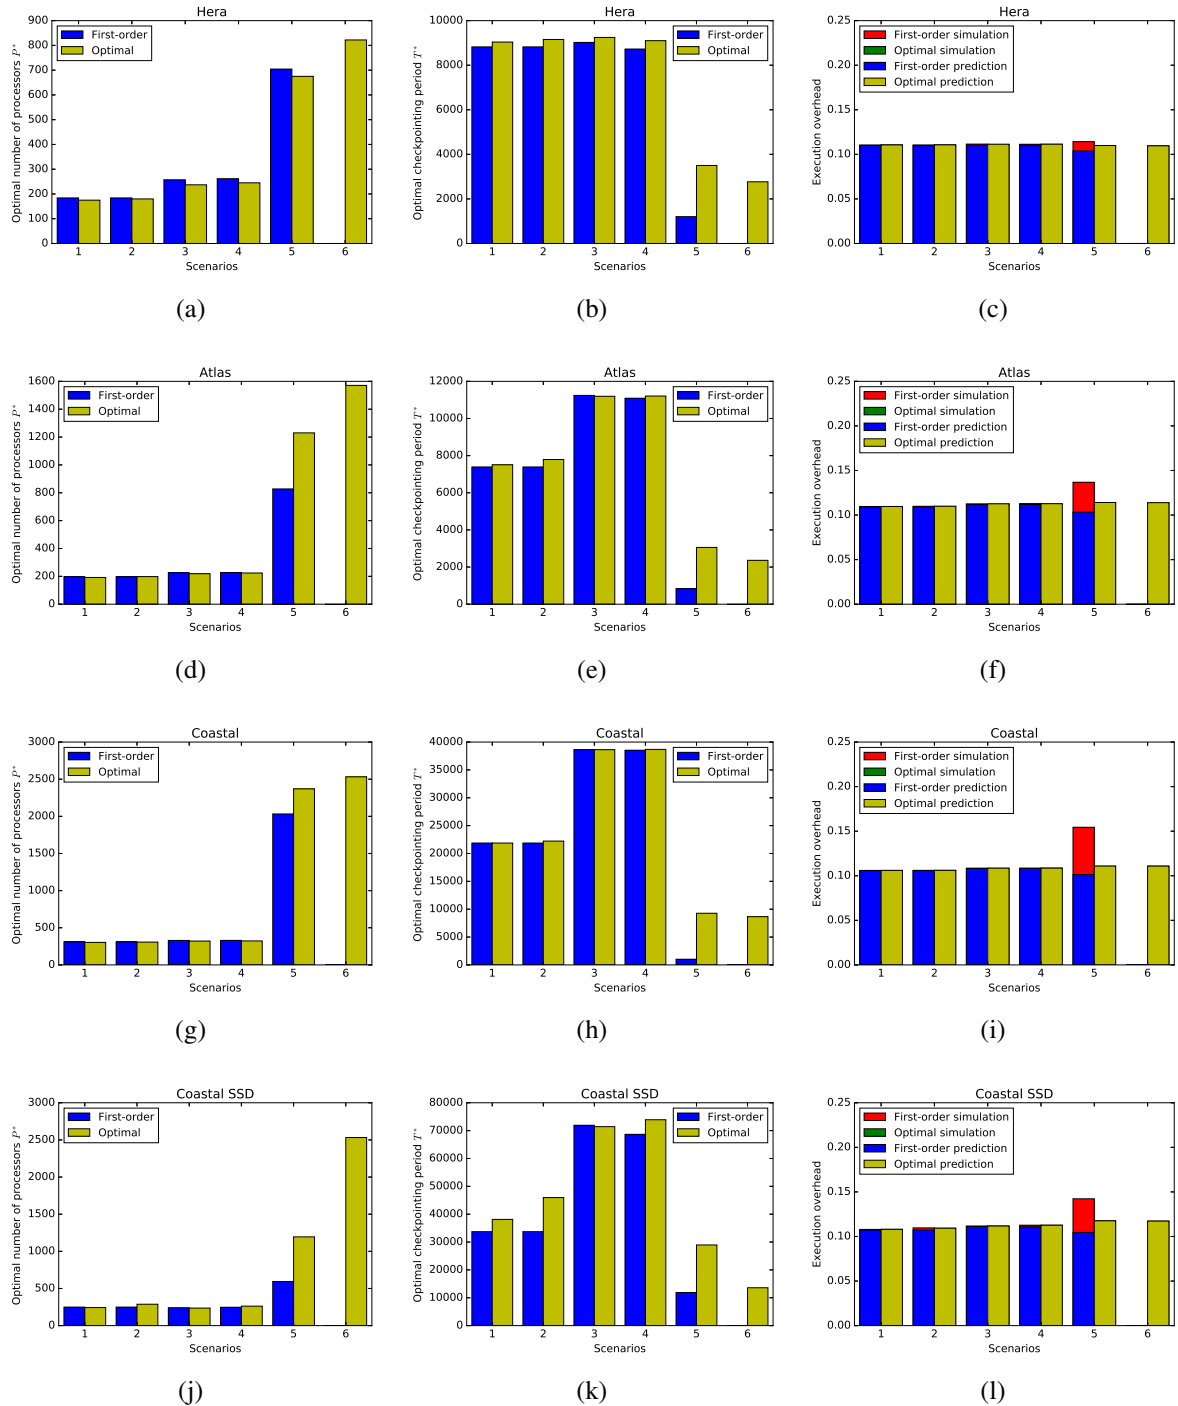 Hera
Optimal number of processors P*
900
800
700
600
500
400
300
200
100
0
First-order
Optimal
1 2 3 4 5 6
Scenarios
(a)
Hera
Optimal checkpointing period T*
10000
8000
6000
4000
2000
0
First-order
Optimal
1 2 3 4 5 6
Scenarios
(b)
Hera
Execution overhead
0.25
0.20
0.15
0.10
0.05
0.00
First-order simulation
Optimal simulation
First-order prediction
Optimal prediction
1 2 3 4 5 6
Scenarios
(c)
Atlas
Optimal number of processors P*
1600
1400
1200
1000
800
600
400
200
0
First-order
Optimal
1 2 3 4 5 6
Scenarios
(d)
Atlas
Optimal checkpointing period T*
12000
10000
8000
6000
4000
2000
0
First-order
Optimal
1 2 3 4 5 6
Scenarios
(e)
Atlas
Execution overhead
0.25
0.20
0.15
0.10
0.05
0.00
First-order simulation
Optimal simulation
First-order prediction
Optimal prediction
1 2 3 4 5 6
Scenarios
(f)
Coastal
Optimal number of processors P*
3000
2500
2000
1500
1000
500
0
First-order
Optimal
1 2 3 4 5 6
Scenarios
(g)
Coastal
Optimal checkpointing period T*
40000
35000
30000
25000
20000
15000
10000
5000
0
First-order
Optimal
1 2 3 4 5 6
Scenarios
(h)
Coastal
Execution overhead
0.25
0.20
0.15
0.10
0.05
0.00
First-order simulation
Optimal simulation
First-order prediction
Optimal prediction
1 2 3 4 5 6
Scenarios
(i)
Coastal SSD
Optimal number of processors P*
3000
2500
2000
1500
1000
500
0
First-order
Optimal
1 2 3 4 5 6
Scenarios
(j)
Coastal SSD
Optimal checkpointing period T*
80000
70000
60000
50000
40000
30000
20000
10000
0
First-order
Optimal
1 2 3 4 5 6
Scenarios
(k)
Coastal SSD
Execution overhead
0.25
0.20
0.15
0.10
0.05
0.00
First-order simulation
Optimal simulation
First-order prediction
Optimal prediction
1 2 3 4 5 6
Scenarios
(l)